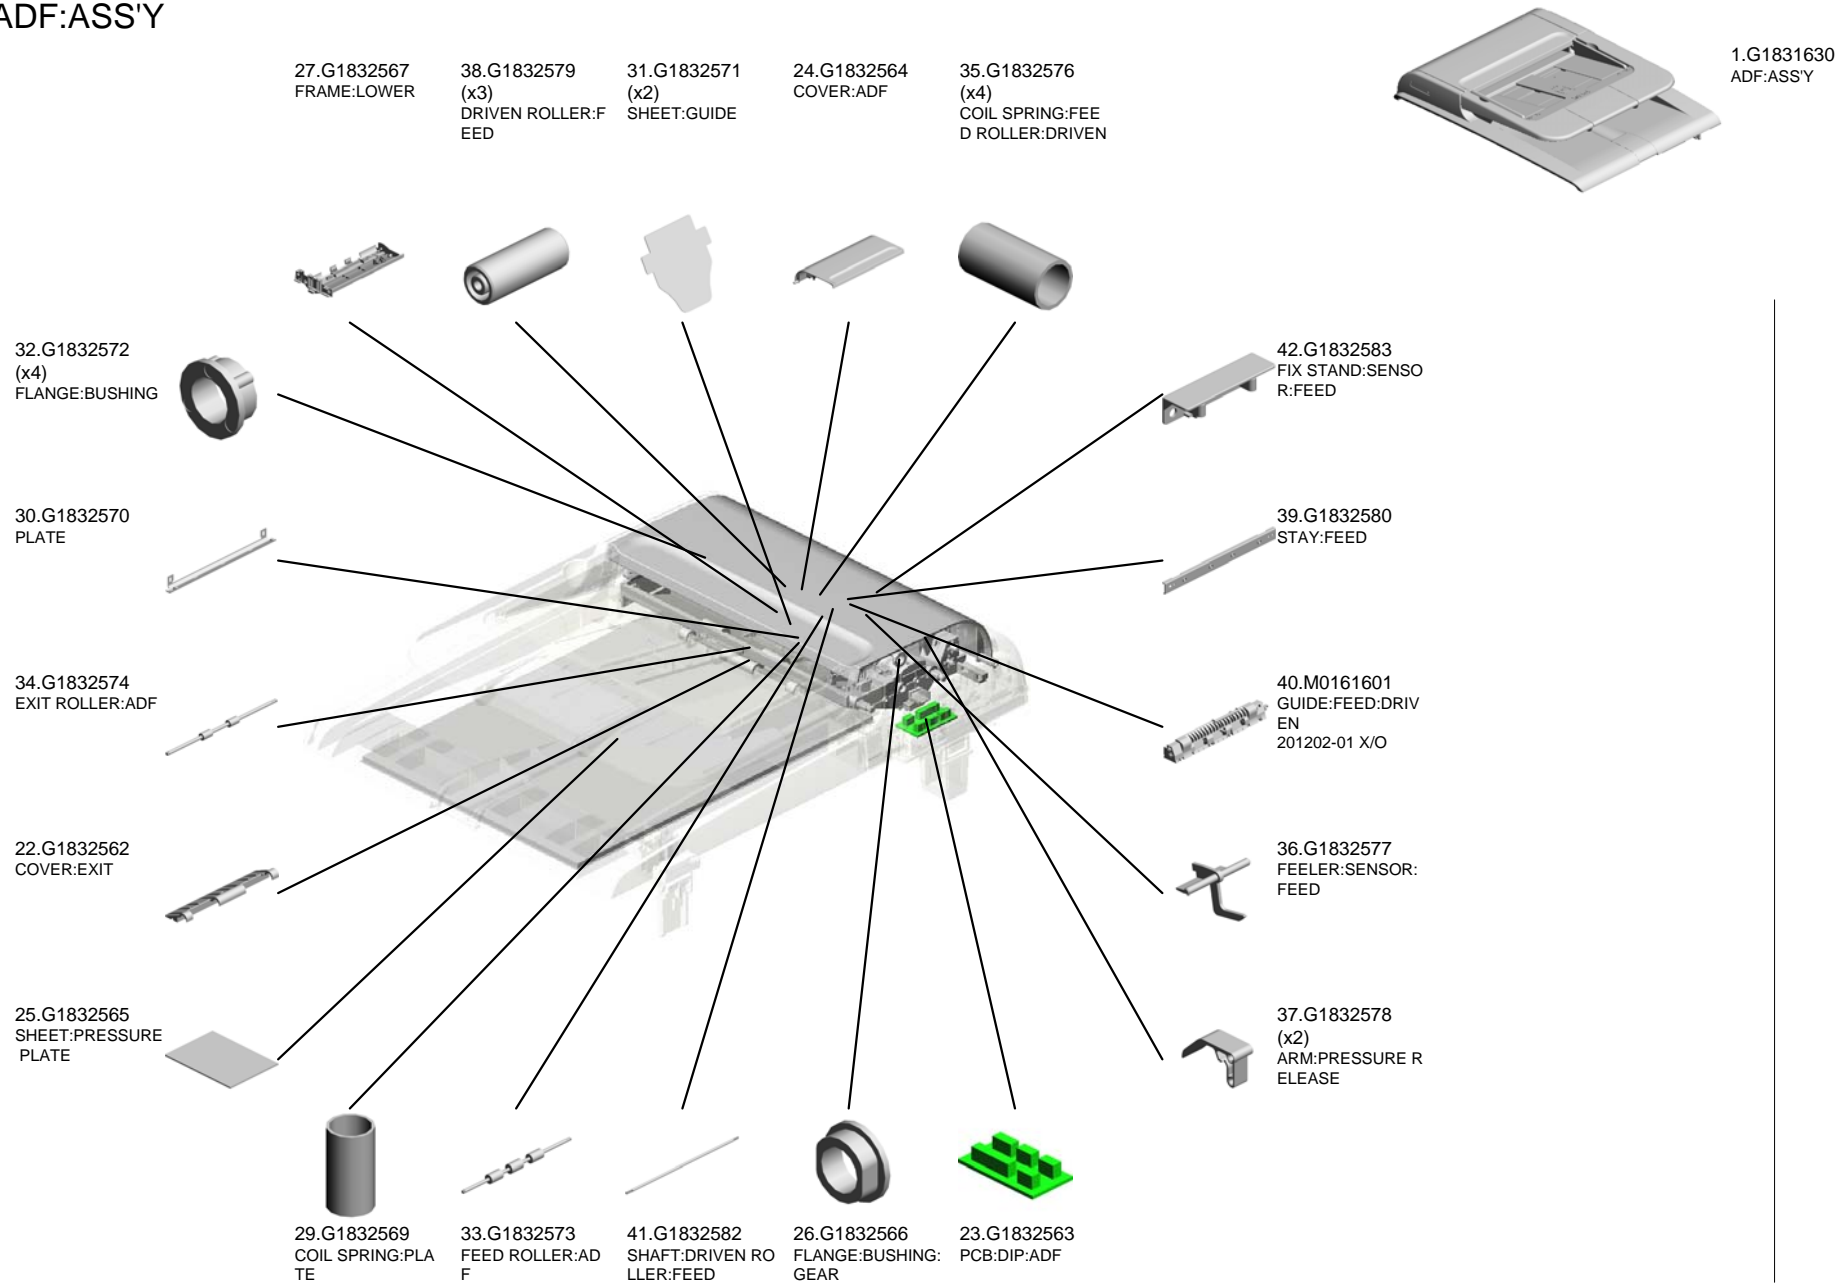 ADF:ASS'Y
1.G1831630
ADF:ASS'Y
27.G1832567
FRAME:LOWER
38.G1832579
(x3)
DRIVEN ROLLER:F
EED
31.G1832571
(x2)
SHEET:GUIDE
24.G1832564
COVER:ADF
35.G1832576
(x4)
COIL SPRING:FEE
D ROLLER:DRIVEN
32.G1832572
(x4)
FLANGE:BUSHING
42.G1832583
FIX STAND:SENSO
R:FEED
30.G1832570
PLATE
39.G1832580
STAY:FEED
34.G1832574
EXIT ROLLER:ADF
40.M0161601
GUIDE:FEED:DRIV
EN
201202-01 X/O
22.G1832562
COVER:EXIT
36.G1832577
FEELER:SENSOR:
FEED
25.G1832565
SHEET:PRESSURE
PLATE
37.G1832578
(x2)
ARM:PRESSURE R
ELEASE
29.G1832569
COIL SPRING:PLA
TE
33.G1832573
FEED ROLLER:AD
F
41.G1832582
SHAFT:DRIVEN RO
LLER:FEED
26.G1832566
FLANGE:BUSHING:
GEAR
23.G1832563
PCB:DIP:ADF